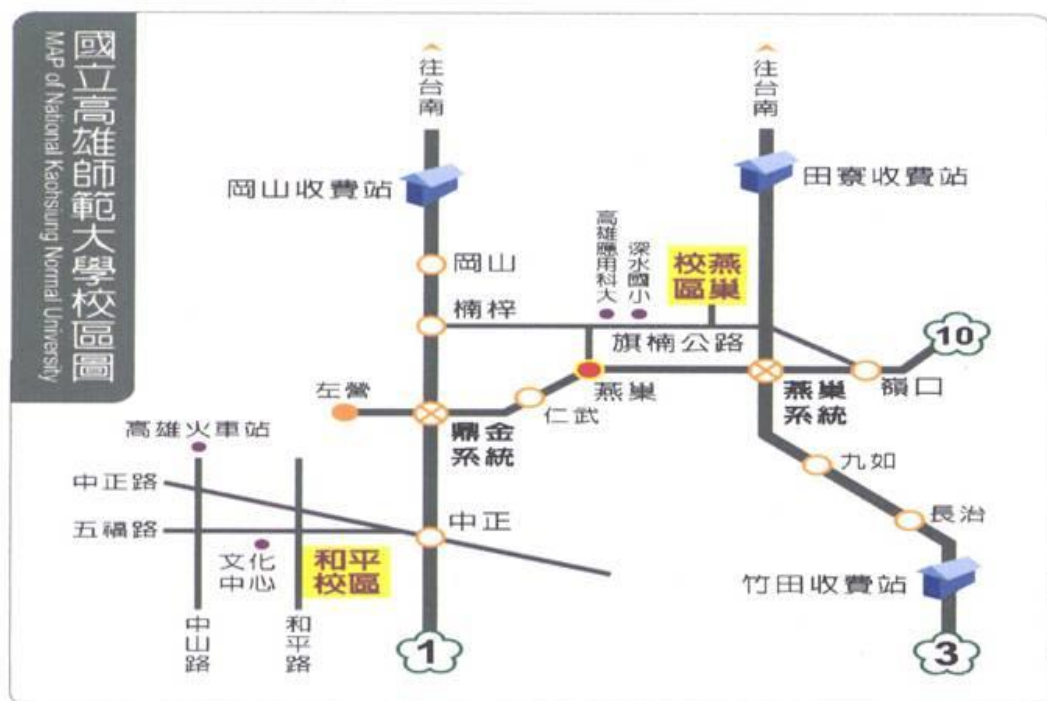 國立高雄師範大學校區圖
MAP of National Kaohsiung Normal University
往台南
往台南
岡山收費站
田寮收費站
高雄應用科大
深水國小
燕巢
校區
岡山
楠梓
旗楠公路
10
左營
鼎金
系統
仁武
燕巢
燕巢
系統
嶺口
高雄火車站
中正路
五福路
中正
九如
長治
文化
中心
和平
校區
竹田收費站
中山路
和平路
1
3